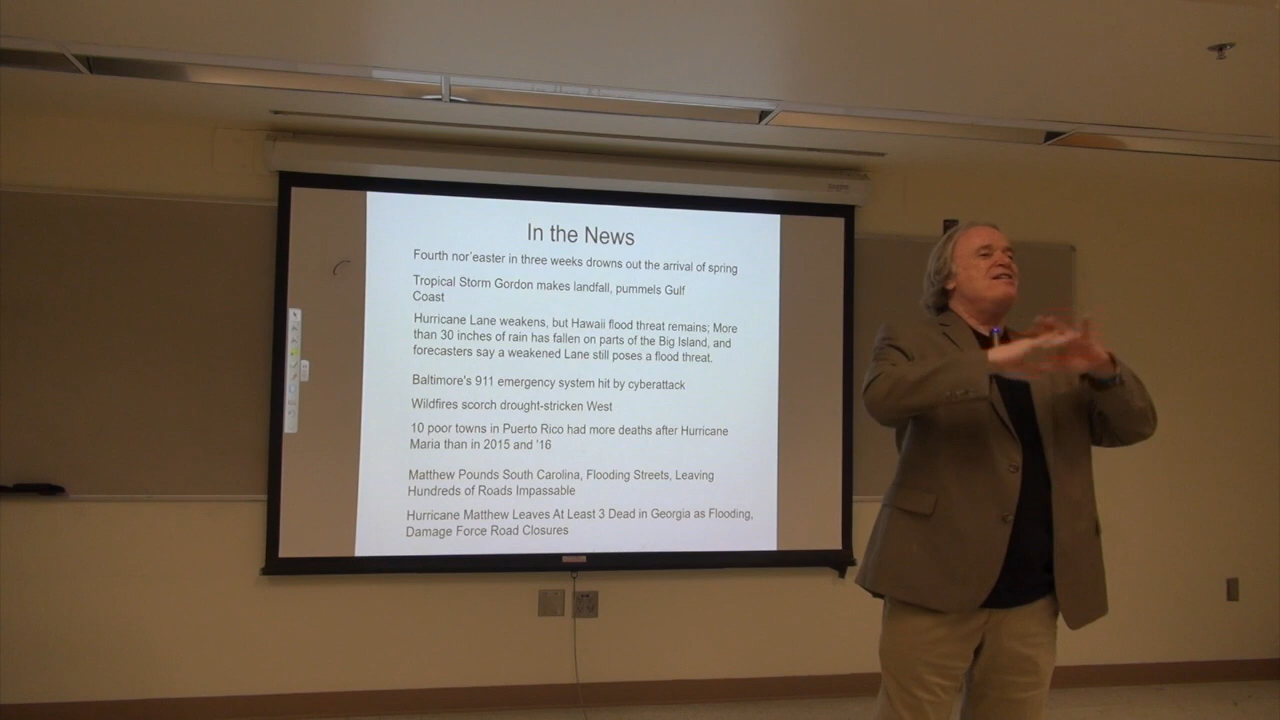 In the News
Fourth nor'easter in three weeks drowns out the arrival of spring
Tropical Storm Gordon makes landfall, pummels Gulf
Coast
Hurricane Lane weakens, but Hawaii flood threat remains; More
than 30 inches of rain has fallen on parts of the Big Island, and
forecasters say a weakened Lane still poses a flood threat.
Baltimore's 911 emergency system hit by cyberattack
Wildfires scorch drought-stricken West
10 poor towns in Puerto Rico had more deaths after Hurricane
Maria than in 2015 and '16
Matthew Pounds South Carolina, Flooding Streets, Leaving
Hundreds of Roads Impassable
Hurricane Matthew Leaves At Least 3 Dead in Georgia as Flooding,
Damage Force Road Closures